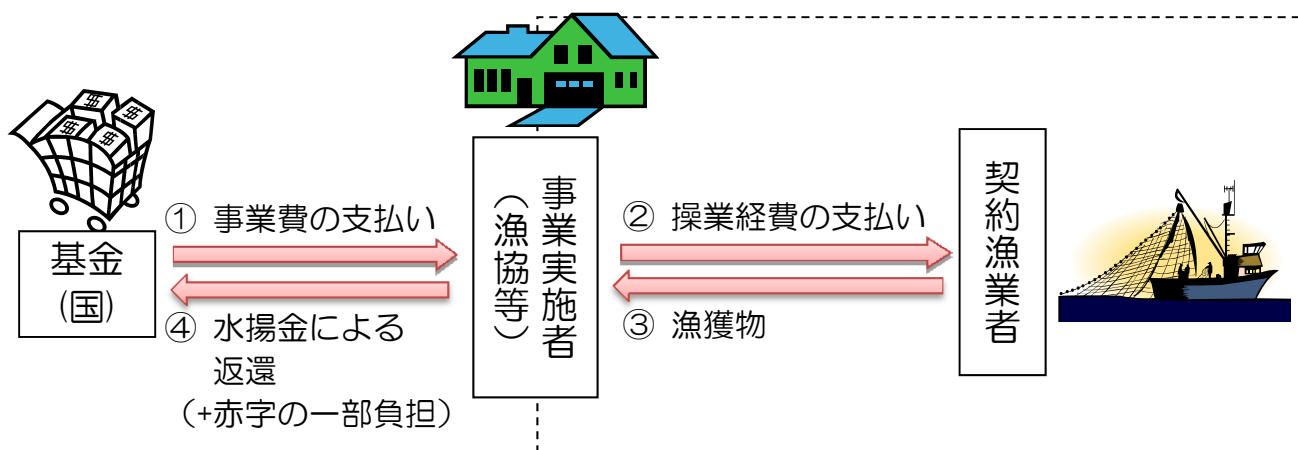 基金
(国)
① 事業費の支払い
④ 水揚金による
返還
（+赤字の一部負担）
事業実施者
（漁協等）
② 操業経費の支払い
③ 漁獲物
契約漁業者
$
$
$
$